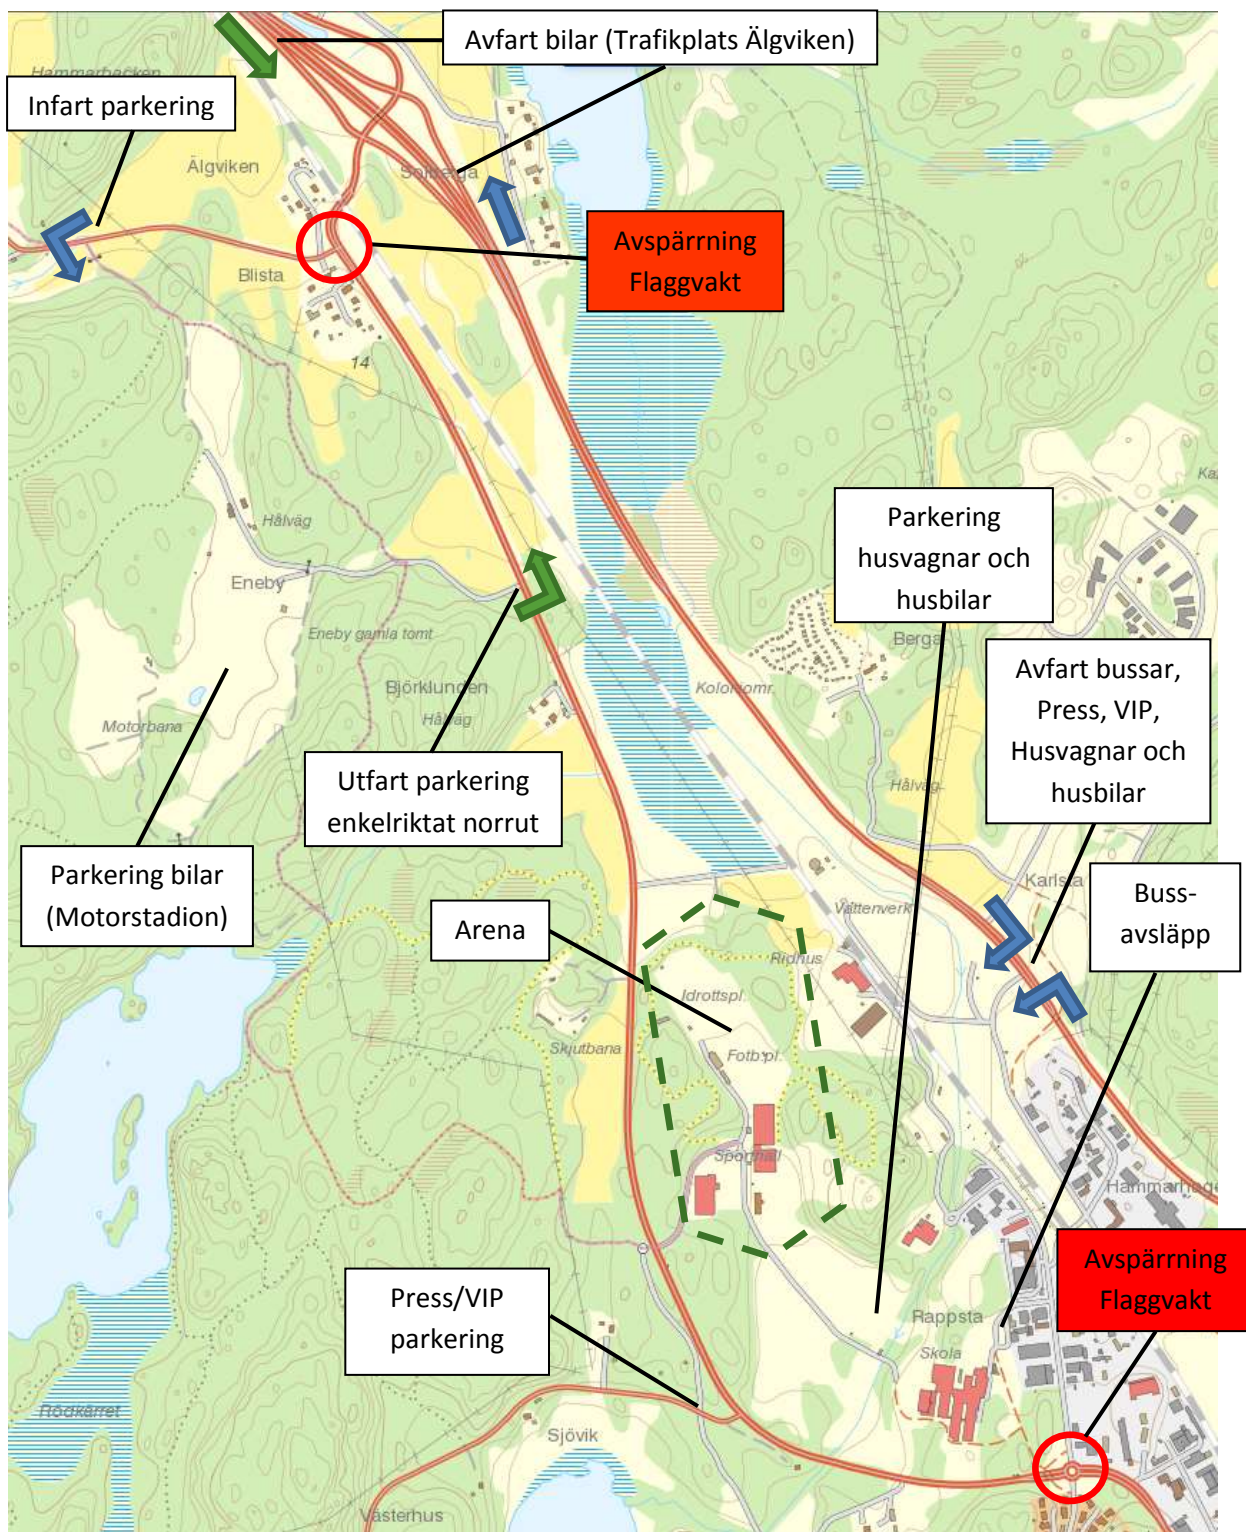 Avfart bilar (Trafikplats Älgviken)
Hammarbacken
Infart parkering
Älgviken
Solberga
Avspärrning
Flaggvakt
Blista
14
Hålväg
Eneby
Eneby gamla tomt
Parkering
husvagnar och
husbilar
Berga
Björklunden
Hålväg
Koloniomr.
Motorbana
Avfart bussar,
Press, VIP,
Husvagnar och
husbilar
Utfart parkering
enkelriktat norrut
Hålväg
Parkering bilar
(Motorstadion)
Karlsta
Buss-
avsläpp
Arena
Vattenverk
Ridhus
Idrottspl.
Skjutbana
Fotb.pl.
Sporthall
Hammarhage
Avspärrning
Flaggvakt
Press/VIP
parkering
Rappsta
Skola
Rödkärret
Sjövik
Västerhus